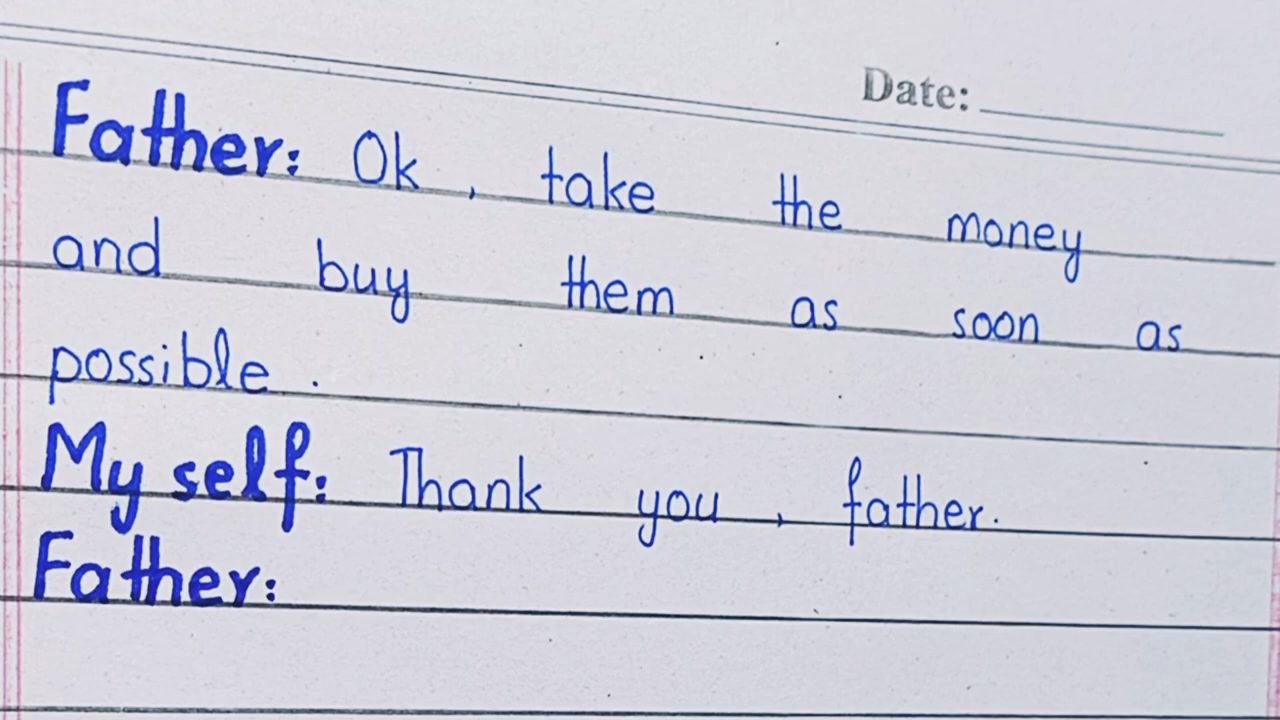 Date:
Father: Ok, take the money
and buy them as soon as
possible.
My self: Thank you, father.
Father: